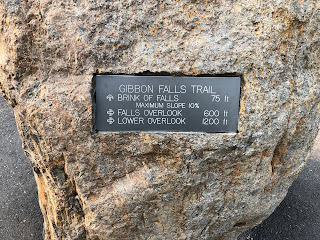 GIBBON FALLS TRAIL
BRINK OF FALLS 75 ft
MAXIMUM SLOPE 10%
FALLS OVERLOOK 600 ft
LOWER OVERLOOK 1200 ft